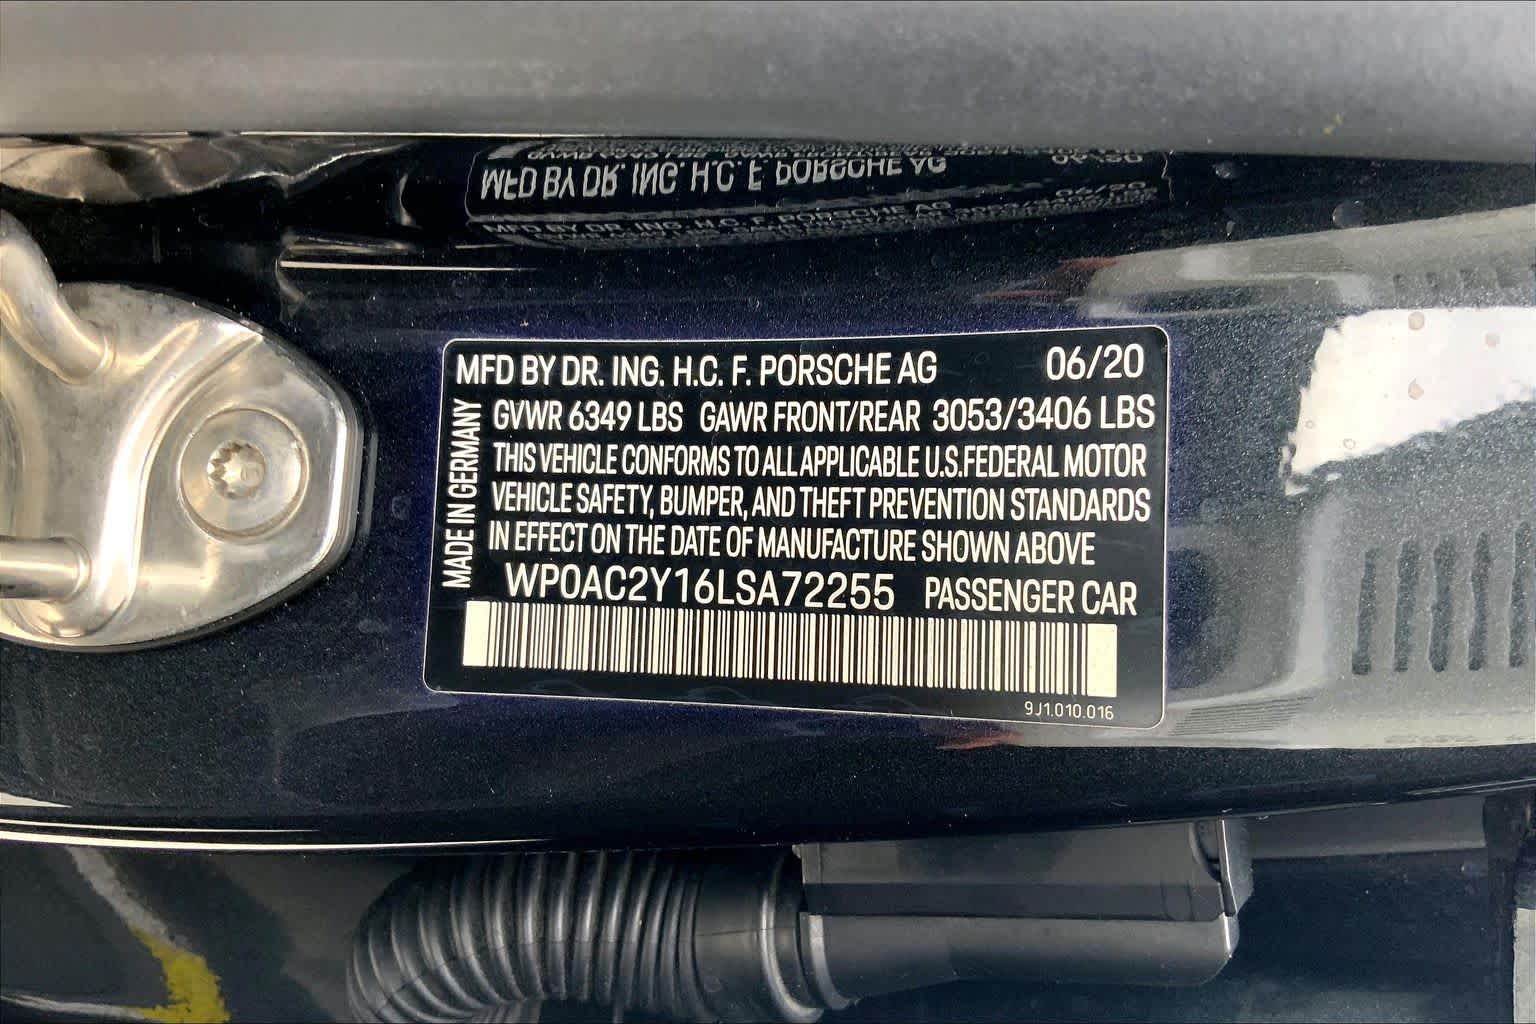 MFD BY DR. ING. H.C. F. PORSCHE AG 06/20
GVWR 6349 LBS GAWR FRONT/REAR 3053/3406 LBS
THIS VEHICLE CONFORMS TO ALL APPLICABLE U.S.FEDERAL MOTOR
VEHICLE SAFETY, BUMPER, AND THEFT PREVENTION STANDARDS
IN EFFECT ON THE DATE OF MANUFACTURE SHOWN ABOVE
WP0AC2Y16LSA72255 PASSENGER CAR
9J1.010.016
MADE IN GERMANY